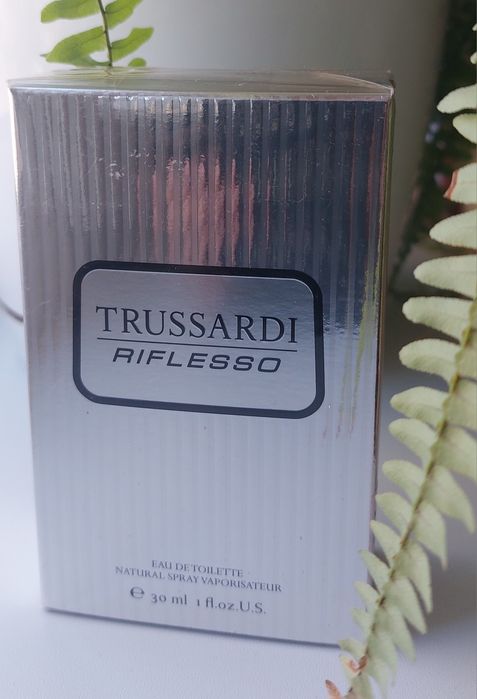 TRUSSARDI
RIFLESSO
EAU DE TOILETTE
NATURAL SPRAY VAPORISATEUR
℮ 30 ml 1 fl.oz.U.S.